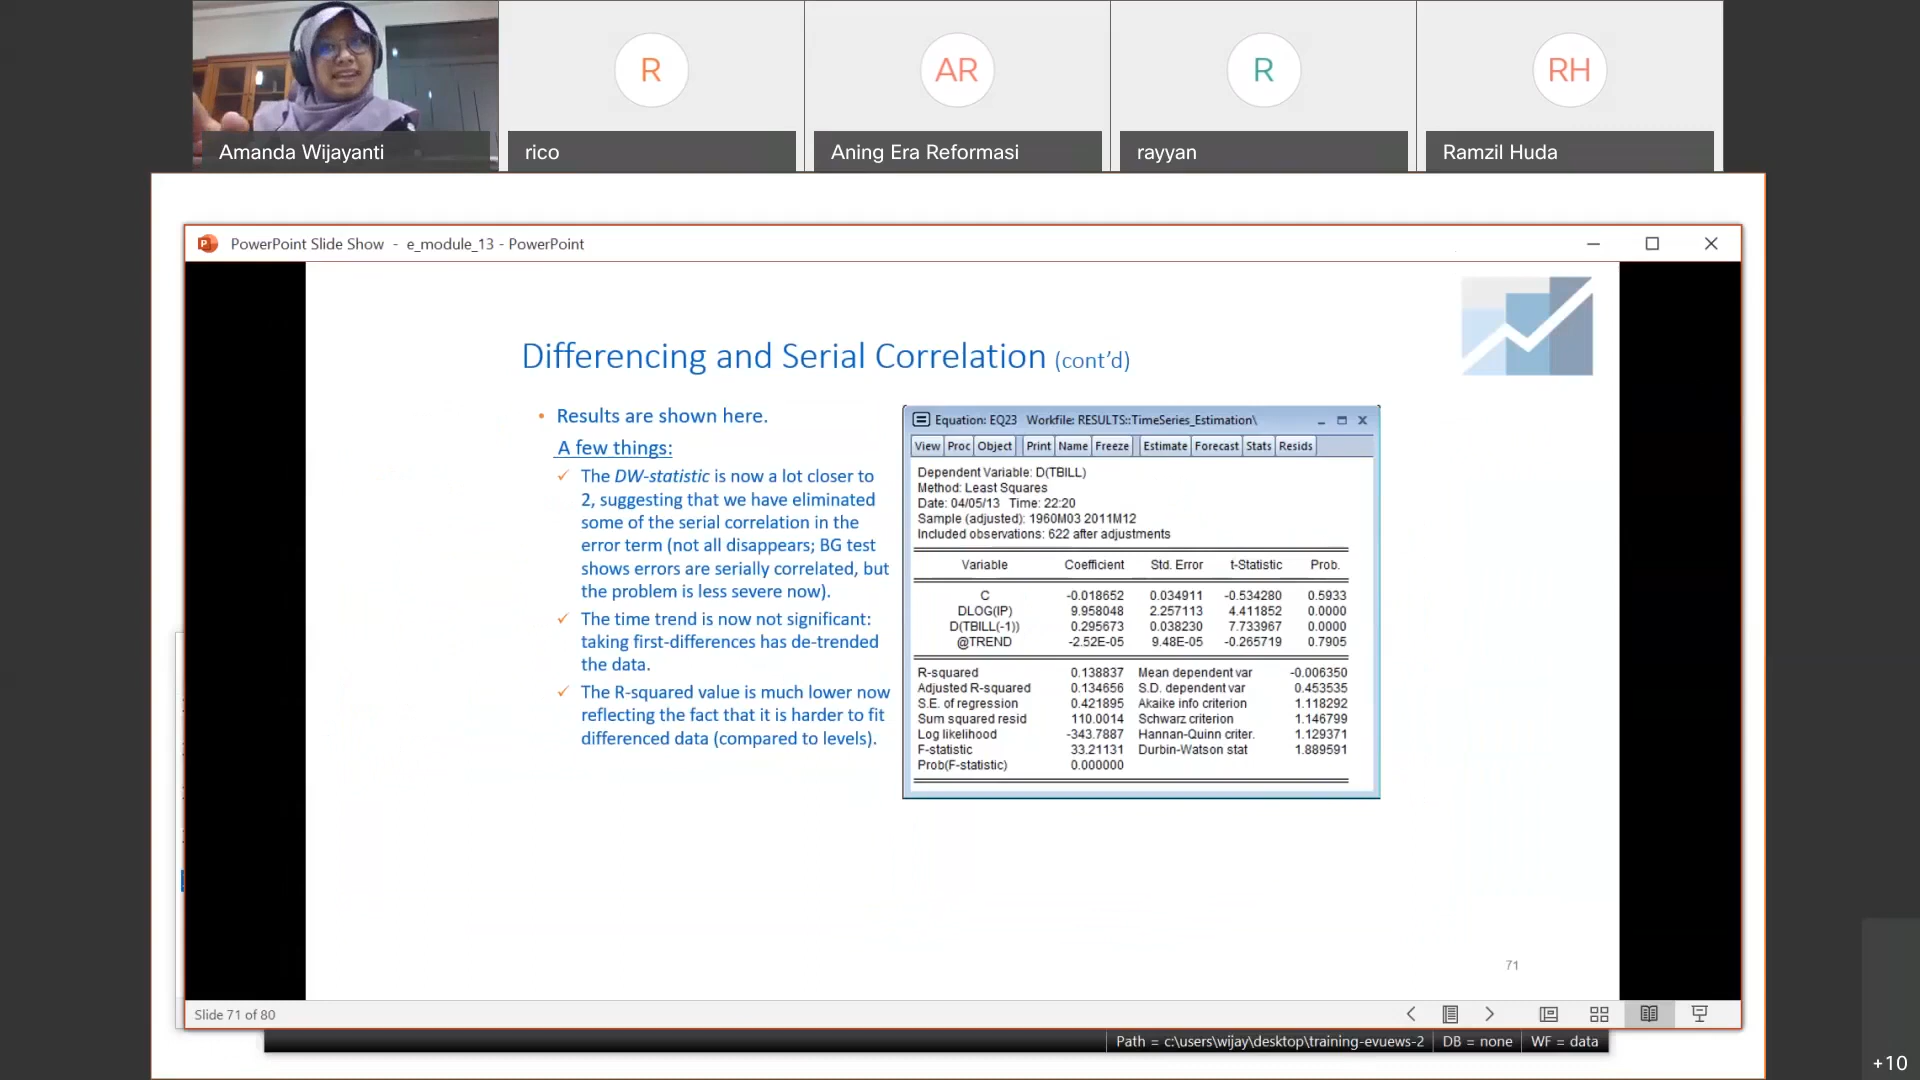 R
AR
R
RH
Amanda Wijayanti
rico
Aning Era Reformasi
rayyan
Ramzil Huda
PowerPoint Slide Show - e_module_13 - PowerPoint
Differencing and Serial Correlation (cont’d)
• Results are shown here.
A few things:
✓ The DW-statistic is now a lot closer to
2, suggesting that we have eliminated
some of the serial correlation in the
error term (not all disappears; BG test
shows errors are serially correlated, but
the problem is less severe now).
✓ The time trend is now not significant:
taking first-differences has de-trended
the data.
✓ The R-squared value is much lower now
reflecting the fact that it is harder to fit
differenced data (compared to levels).
Equation: EQ23 Workfile: RESULTS::TimeSeries_Estimation\
View Proc Object Print Name Freeze Estimate Forecast Stats Resids
Dependent Variable: D(TBILL)
Method: Least Squares
Date: 04/05/13 Time: 22:20
Sample (adjusted): 1960M03 2011M12
Included observations: 622 after adjustments
Variable Coefficient Std. Error t-Statistic Prob.
C -0.018652 0.034911 -0.534280 0.5933
DLOG(IP) 9.958048 2.257113 4.411852 0.0000
D(TBILL(-1)) 0.295673 0.038230 7.733967 0.0000
@TREND -2.52E-05 9.48E-05 -0.265719 0.7905
R-squared 0.138837 Mean dependent var -0.006350
Adjusted R-squared 0.134656 S.D. dependent var 0.453535
S.E. of regression 0.421895 Akaike info criterion 1.118292
Sum squared resid 110.0014 Schwarz criterion 1.146799
Log likelihood -343.7887 Hannan-Quinn criter. 1.129371
F-statistic 33.21131 Durbin-Watson stat 1.889591
Prob(F-statistic) 0.000000
71
Slide 71 of 80
Path = c:\users\wijay\desktop\training-evuews-2 DB = none WF = data
+10